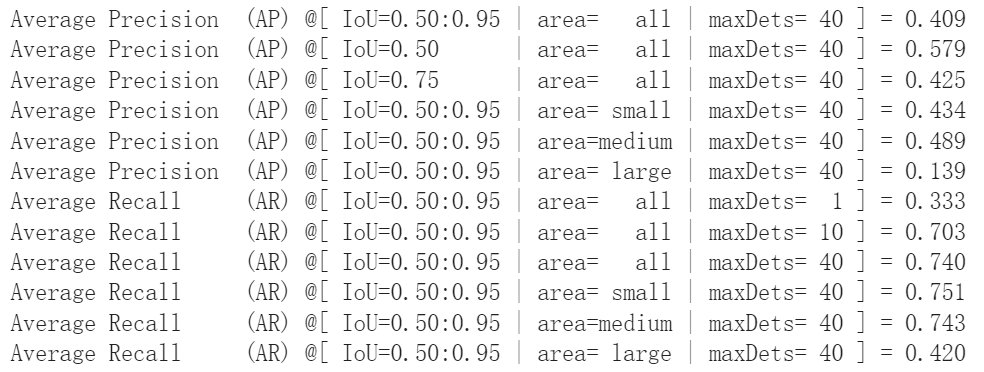 Average Precision  (AP) @[ IoU=0.50:0.95 | area=   all | maxDets= 40 ] = 0.409
Average Precision  (AP) @[ IoU=0.50      | area=   all | maxDets= 40 ] = 0.579
Average Precision  (AP) @[ IoU=0.75      | area=   all | maxDets= 40 ] = 0.425
Average Precision  (AP) @[ IoU=0.50:0.95 | area= small | maxDets= 40 ] = 0.434
Average Precision  (AP) @[ IoU=0.50:0.95 | area=medium | maxDets= 40 ] = 0.489
Average Precision  (AP) @[ IoU=0.50:0.95 | area= large | maxDets= 40 ] = 0.139
Average Recall     (AR) @[ IoU=0.50:0.95 | area=   all | maxDets=  1 ] = 0.333
Average Recall     (AR) @[ IoU=0.50:0.95 | area=   all | maxDets= 10 ] = 0.703
Average Recall     (AR) @[ IoU=0.50:0.95 | area=   all | maxDets= 40 ] = 0.740
Average Recall     (AR) @[ IoU=0.50:0.95 | area= small | maxDets= 40 ] = 0.751
Average Recall     (AR) @[ IoU=0.50:0.95 | area=medium | maxDets= 40 ] = 0.743
Average Recall     (AR) @[ IoU=0.50:0.95 | area= large | maxDets= 40 ] = 0.420